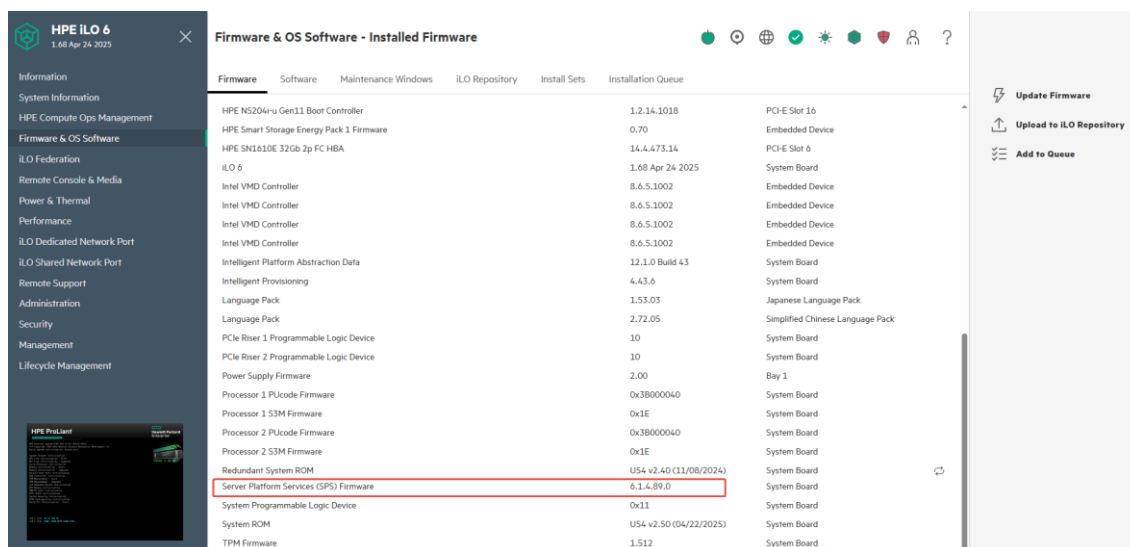 HPE iLO 6
1.68 Apr 24 2025
Firmware & OS Software - Installed Firmware
Information
System Information
HPE Compute Ops Management
Firmware & OS Software
iLO Federation
Remote Console & Media
Power & Thermal
Performance
iLO Dedicated Network Port
iLO Shared Network Port
Remote Support
Administration
Security
Management
Lifecycle Management
HPE ProLiant
Hewlett Packard
Enterprise
Firmware Software Maintenance Windows iLO Repository Install Sets Installation Queue
HPE NS204i-u Gen11 Boot Controller 1.2.14.1018 PCI-E Slot 16
HPE Smart Storage Energy Pack 1 Firmware 0.70 Embedded Device
HPE SN1610E 32Gb 2p FC HBA 14.4.473.14 PCI-E Slot 6
iLO 6 1.68 Apr 24 2025 System Board
Intel VMD Controller 8.6.5.1002 Embedded Device
Intel VMD Controller 8.6.5.1002 Embedded Device
Intel VMD Controller 8.6.5.1002 Embedded Device
Intel VMD Controller 8.6.5.1002 Embedded Device
Intelligent Platform Abstraction Data 12.1.0 Build 43 System Board
Intelligent Provisioning 4.43.6 System Board
Language Pack 1.53.03 Japanese Language Pack
Language Pack 2.72.05 Simplified Chinese Language Pack
PCIe Riser 1 Programmable Logic Device 10 System Board
PCIe Riser 2 Programmable Logic Device 10 System Board
Power Supply Firmware 2.00 Bay 1
Processor 1 PUcode Firmware 0x3B000040 System Board
Processor 1 S3M Firmware 0x1E System Board
Processor 2 PUcode Firmware 0x3B000040 System Board
Processor 2 S3M Firmware 0x1E System Board
Redundant System ROM U54 v2.40 (11/08/2024) System Board
Server Platform Services (SPS) Firmware 6.1.4.89.0 System Board
System Programmable Logic Device 0x11 System Board
System ROM U54 v2.50 (04/22/2025) System Board
TPM Firmware 1.512 System Board
Update Firmware
Upload to iLO Repository
Add to Queue